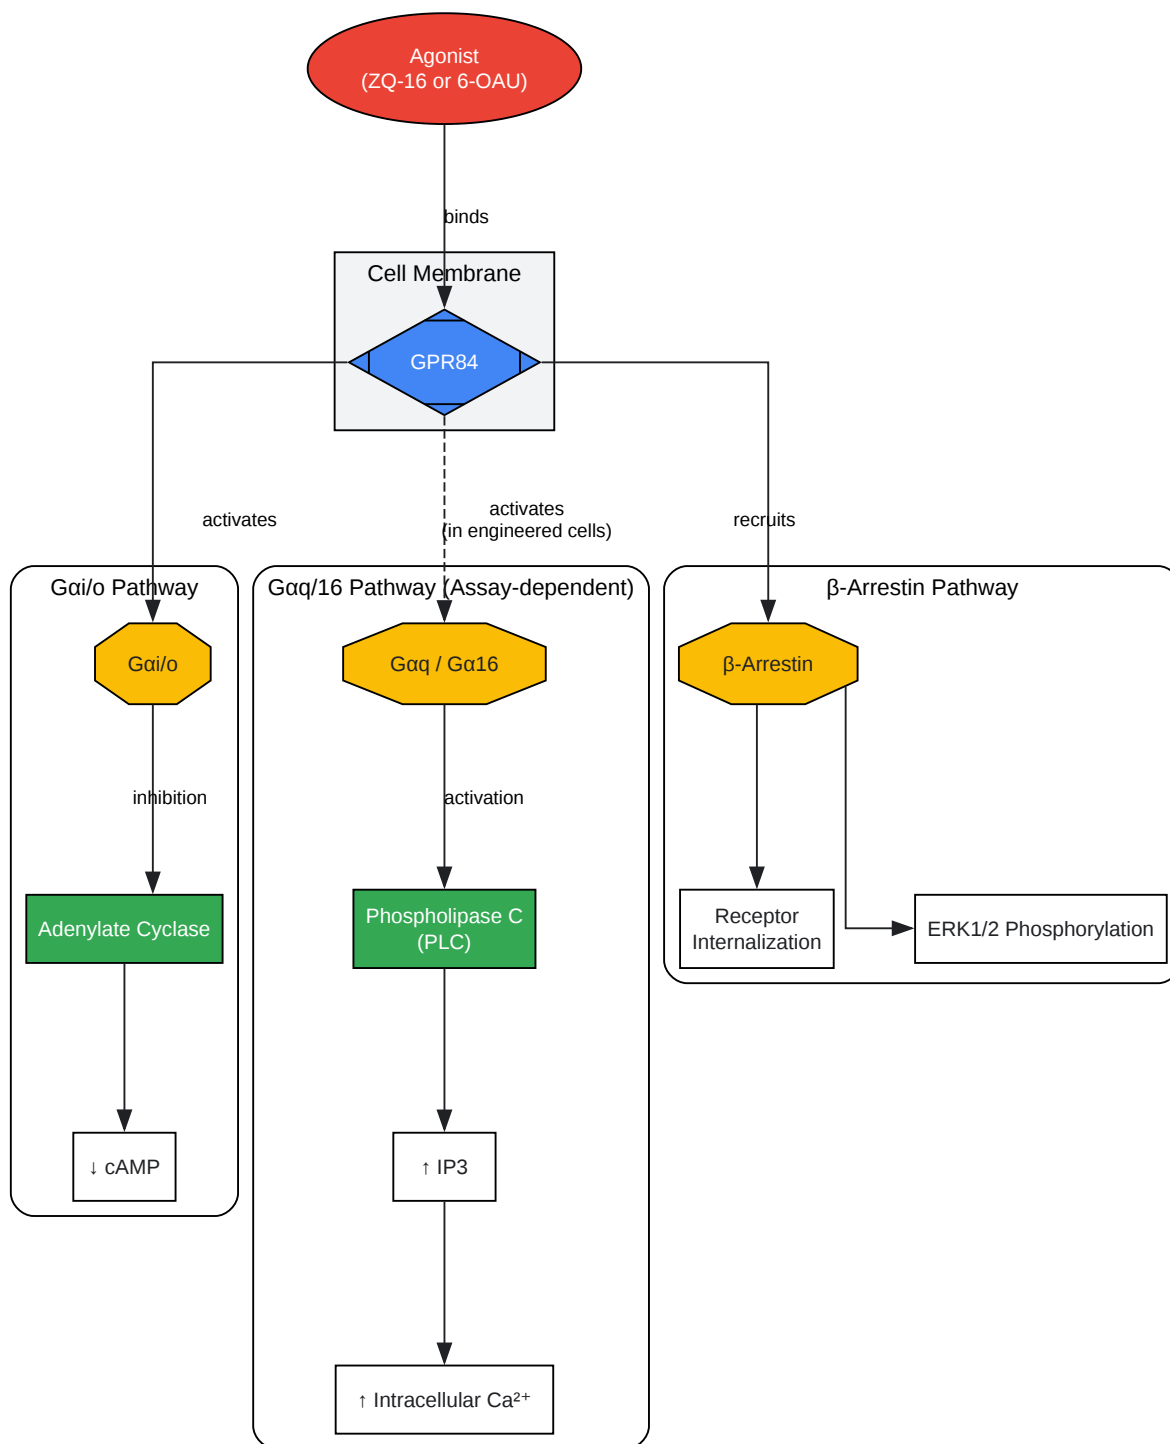 Agonist
(ZQ-16 or 6-OAU)
binds
Cell Membrane
GPR84
activates
activates
(in engineered cells)
recruits
Gαi/o Pathway
Gαi/o
inhibition
Adenylate Cyclase
↓ cAMP
Gαq/16 Pathway (Assay-dependent)
Gαq / Gα16
activation
Phospholipase C
(PLC)
↑ IP3
↑ Intracellular Ca²⁺
β-Arrestin Pathway
β-Arrestin
Receptor
Internalization
ERK1/2 Phosphorylation